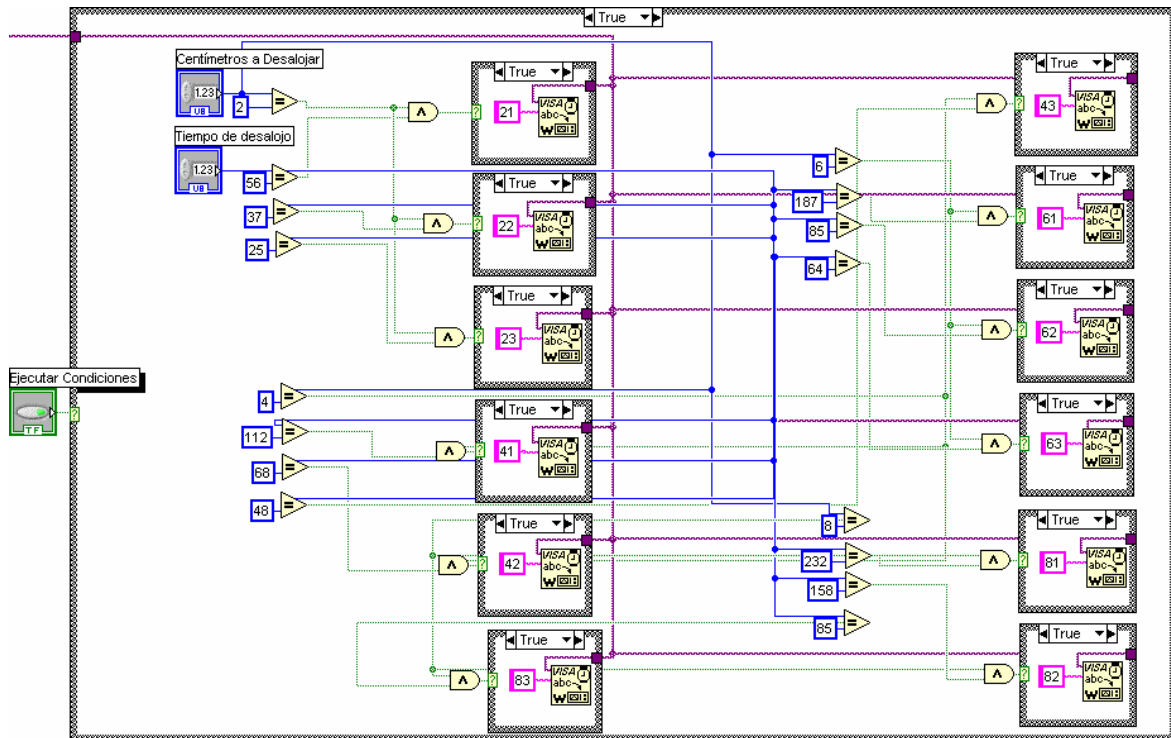 True
Centímetros a Desalojar
1.23
U8
2
=
Tiempo de desalojo
1.23
U8
56
=
37
=
25
=
True
21
VISA
abc
W
True
22
VISA
abc
W
True
23
VISA
abc
W
Ejecutar Condiciones
TF
?
4
=
112
=
68
=
48
=
True
41
VISA
abc
W
True
42
VISA
abc
W
True
83
VISA
abc
W
6
=
187
=
85
=
64
=
8
=
232
=
158
=
85
=
True
43
VISA
abc
W
True
61
VISA
abc
W
True
62
VISA
abc
W
True
63
VISA
abc
W
True
81
VISA
abc
W
True
82
VISA
abc
W